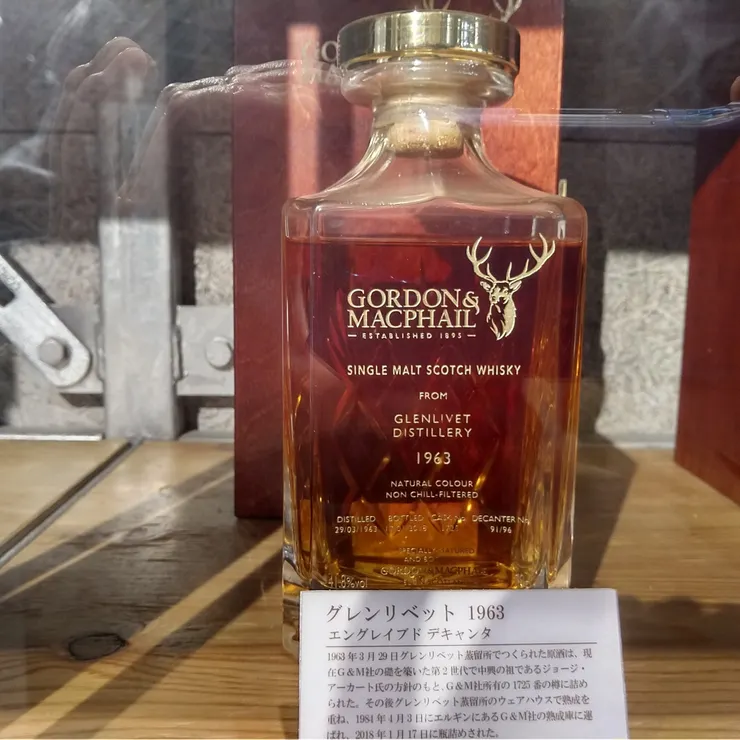 GORDON&
MACPHAIL
ESTABLISHED 1895
SINGLE MALT SCOTCH WHISKY
FROM
GLENLIVET
DISTILLERY
1963
NATURAL COLOUR
NON CHILL-FILTERED
DISTILLED BOTTLED CASK No. DECANTER No.
29/03/1963 91/96
SPECIALLY MATURED
GORDON & MACPHAIL
グレンリベット 1963
エングレイブド デキャンタ
1963年3月29日グレンリベット蒸留所でつくられた原酒は、現
在G&M社の礎を築いた第2世代で中興の祖であるジョージ・
アーカート氏の方針のもと、G&M社所有の1725番の樽に詰め
られた。その後グレンリベット蒸留所のウェアハウスで熟成を
重ね、1984年4月3日にエルギンにあるG&M社の熟成庫に運
ばれ、2018年1月17日に瓶詰めされた。